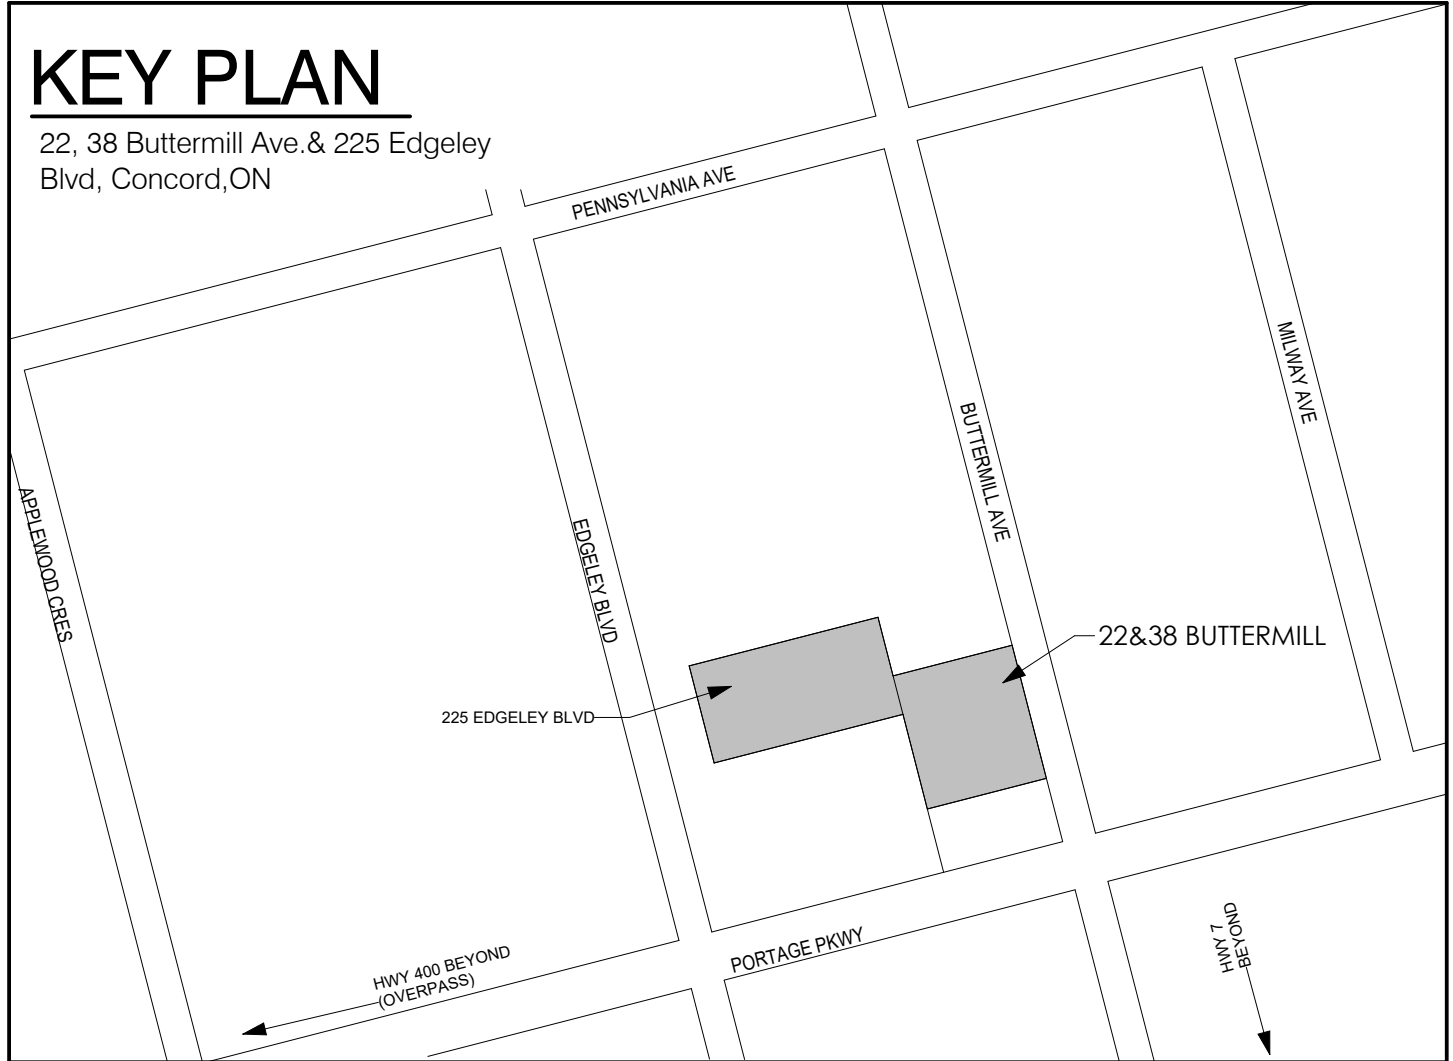 KEY PLAN
22, 38 Buttermill Ave.& 225 Edgeley
Blvd, Concord,ON
PENNSYLVANIA AVE
MILWAY AVE
BUTTERMILL AVE
APPLEWOOD CRES
EDGELEY BLVD
22&38 BUTTERMILL
225 EDGELEY BLVD
PORTAGE PKWY
HWY 400 BEYOND
(OVERPASS)
HWY 7
BEYOND